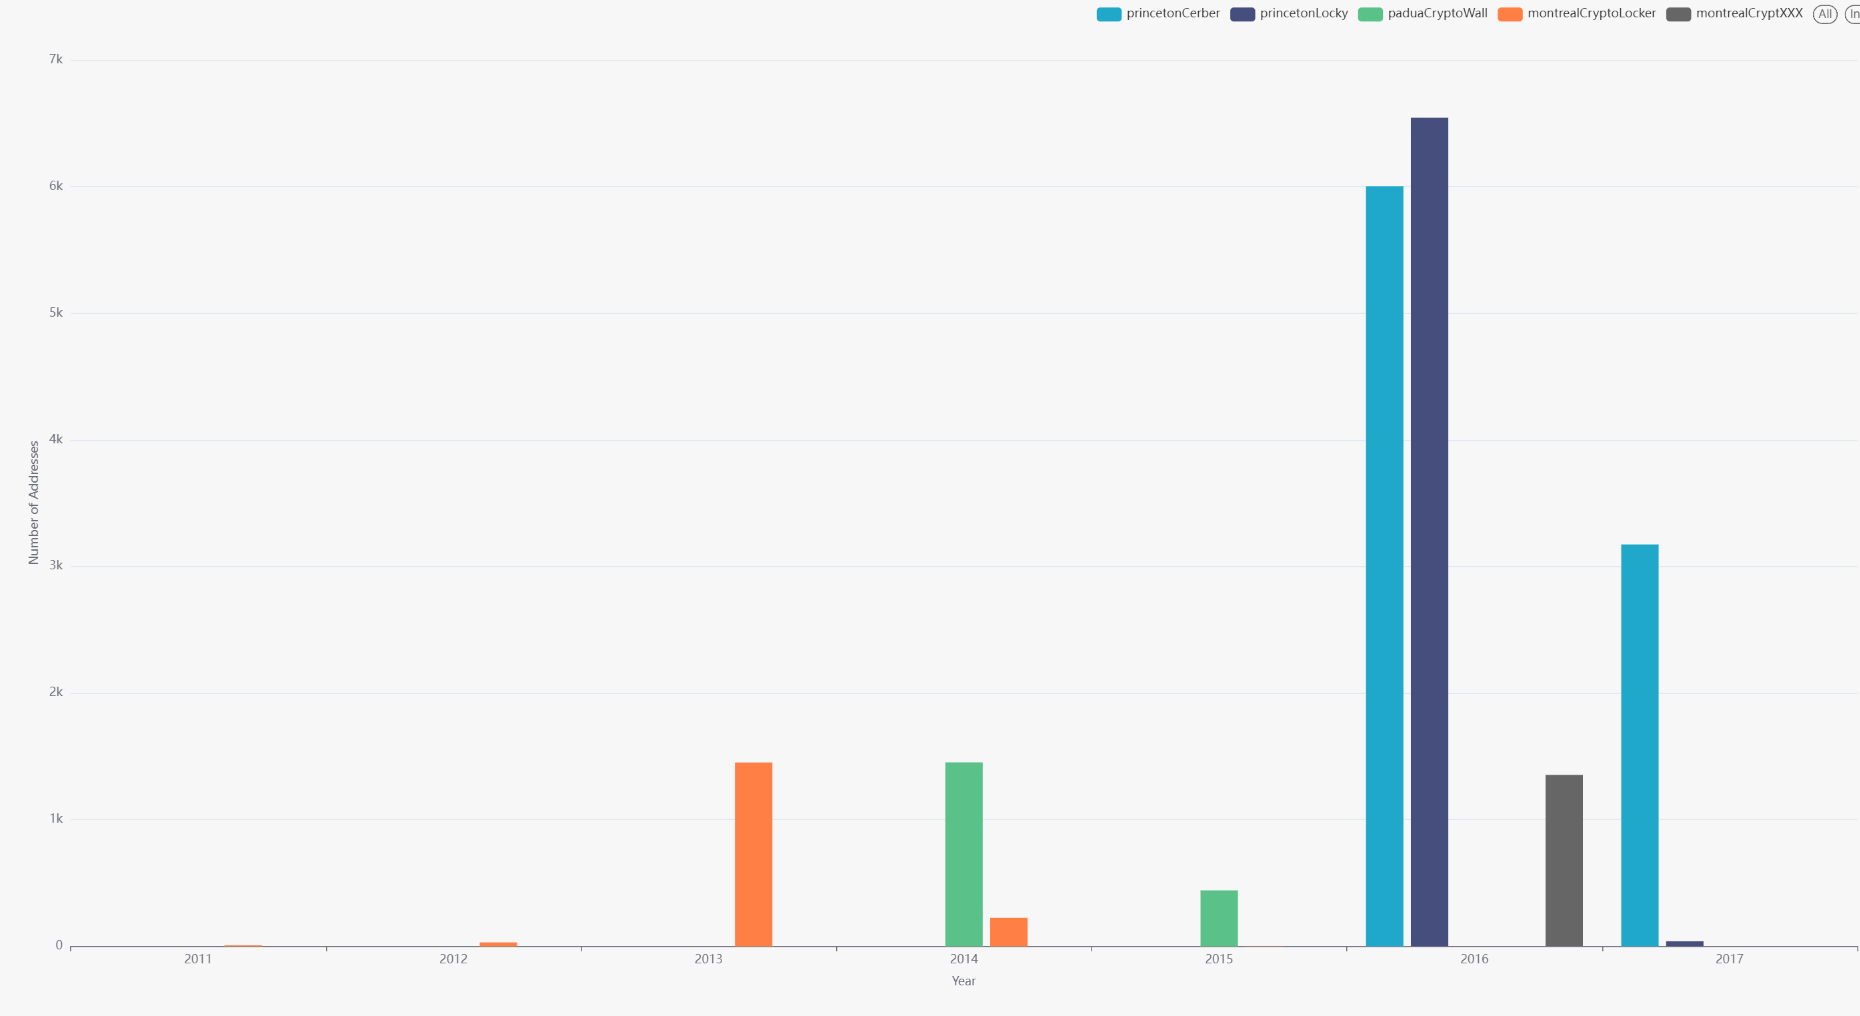 princetonCerber princetonLocky paduaCryptoWall montrealCryptoLocker montrealCryptXXX All In
7k
6k
5k
4k
3k
2k
1k
0
Number of Addresses
2011 2012 2013 2014 2015 2016 2017
Year